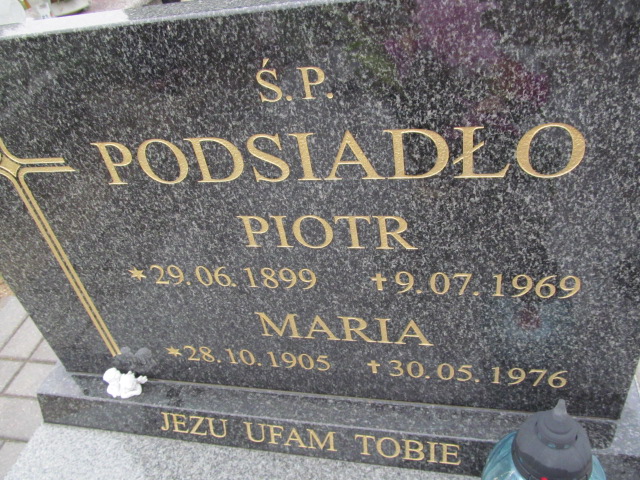 Ś.P.
PODSIADŁO
PIOTR
*29.06.1899 †9.07.1969
MARIA
*28.10.1905 †30.05.1976
JEZU UFAM TOBIE